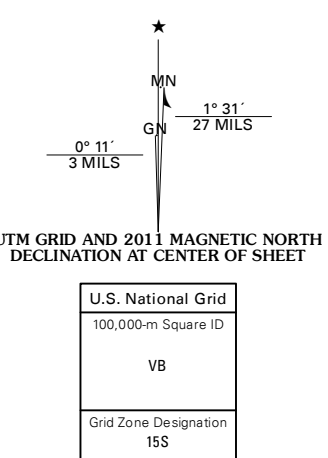 ★
MN
1° 31´
27 MILS
GN
0° 11´
3 MILS
UTM GRID AND 2011 MAGNETIC NORTH
DECLINATION AT CENTER OF SHEET
U.S. National Grid
100,000-m Square ID
VB
Grid Zone Designation
15S